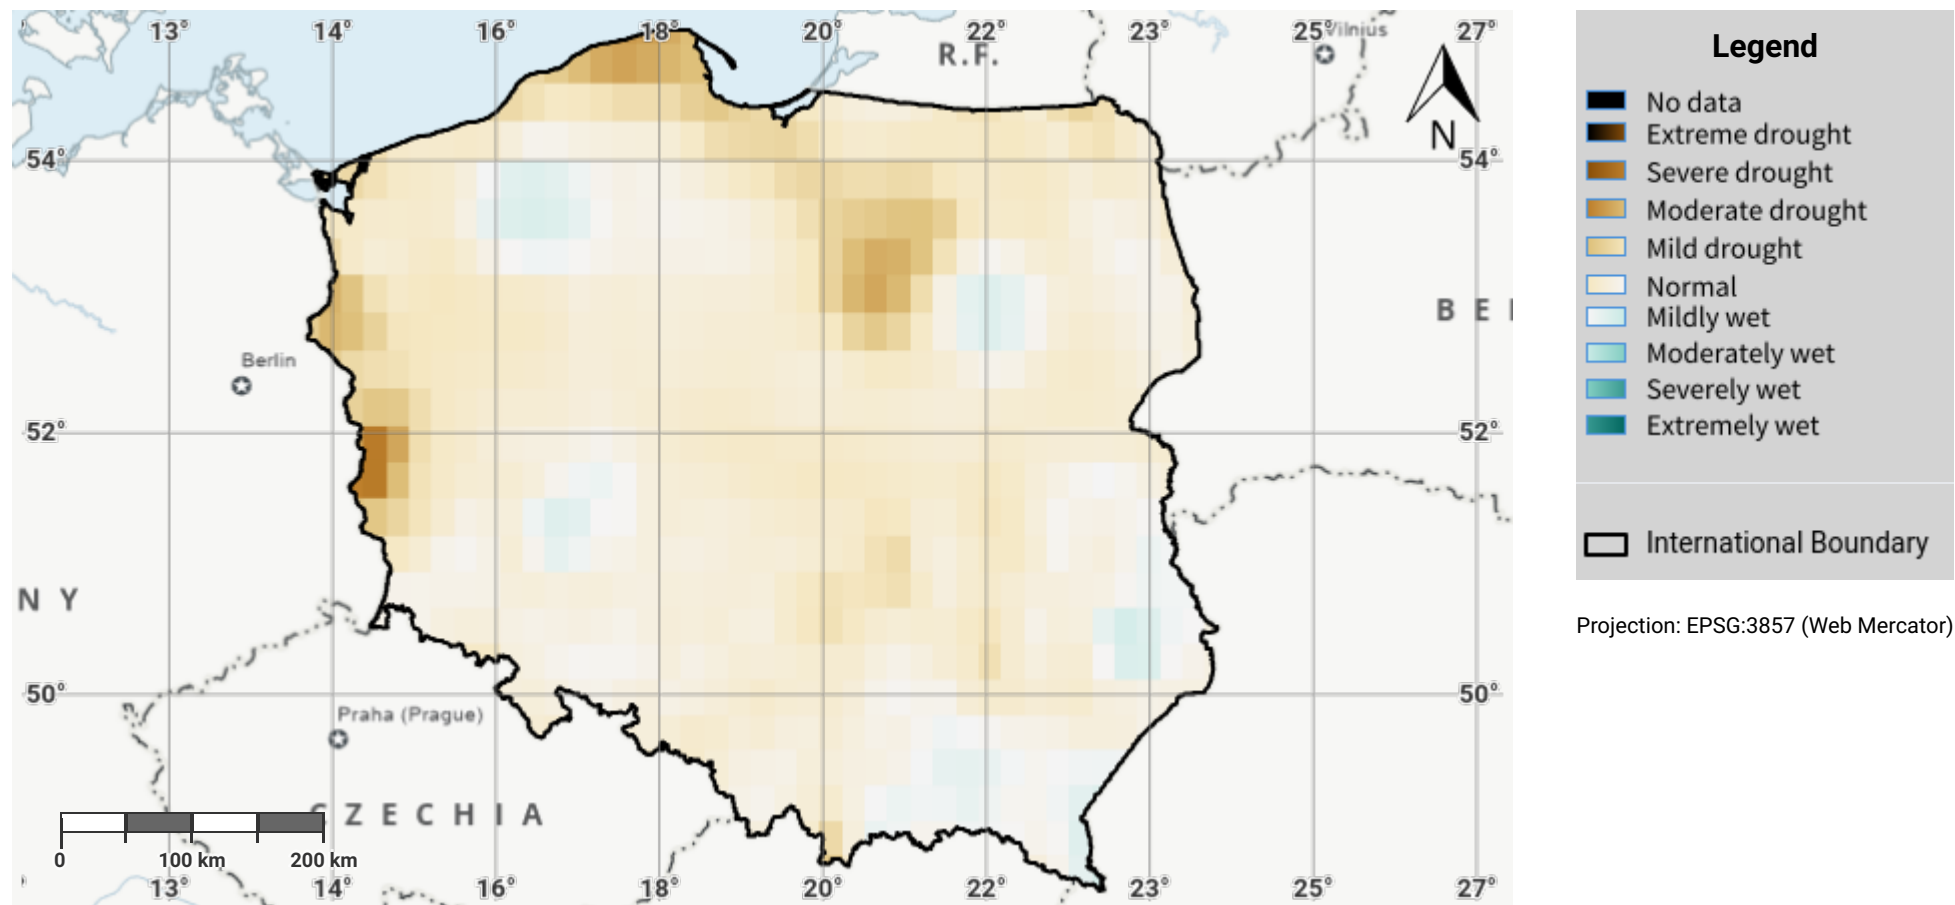 13° 14° 16° 18° 20° 22° 23° 25° 27°
Vilnius
R.F.
N
54° 54°
BE
Berlin
52° 52°
NY
50° 50°
Praha (Prague)
CZECHIA
0 100 km 200 km
13° 14° 16° 18° 20° 22° 23° 25° 27°
Legend
No data
Extreme drought
Severe drought
Moderate drought
Mild drought
Normal
Mildly wet
Moderately wet
Severely wet
Extremely wet
International Boundary
Projection: EPSG:3857 (Web Mercator)